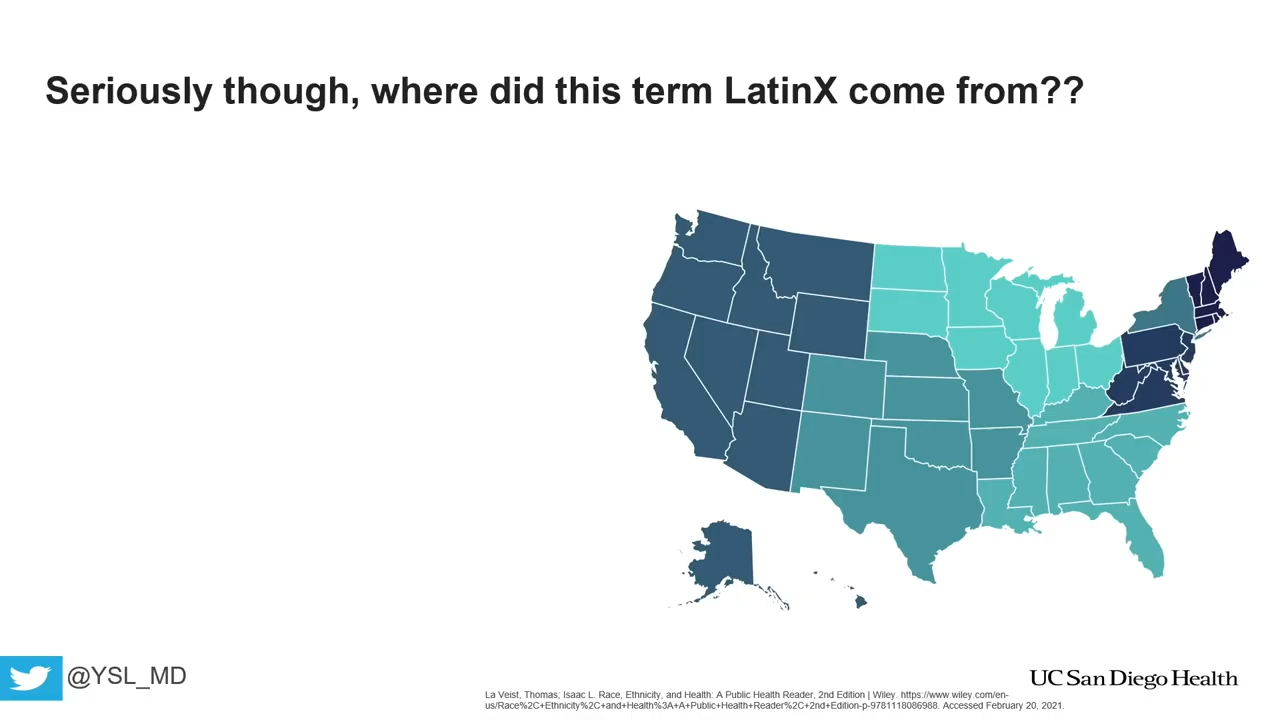 Seriously though, where did this term LatinX come from??
@YSL_MD
UC San Diego Health
La Veist, Thomas; Isaac L. Race, Ethnicity, and Health: A Public Health Reader, 2nd Edition | Wiley. https://www.wiley.com/en-
us/Race%2C+Ethnicity%2C+and+Health%3A+A+Public+Health+Reader%2C+2nd+Edition-p-9781118086988. Accessed February 20, 2021.